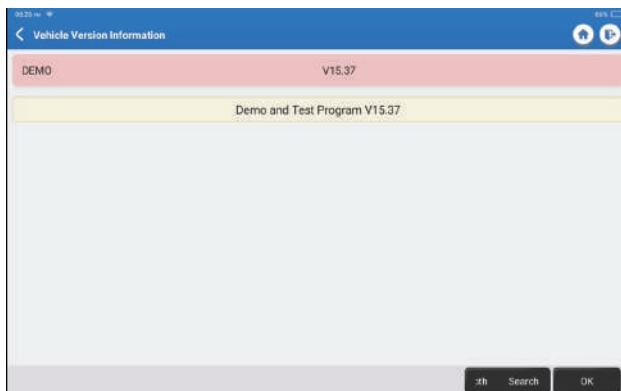 Vehicle Version Information
DEMO V15.37
Demo and Test Program V15.37
Search OK